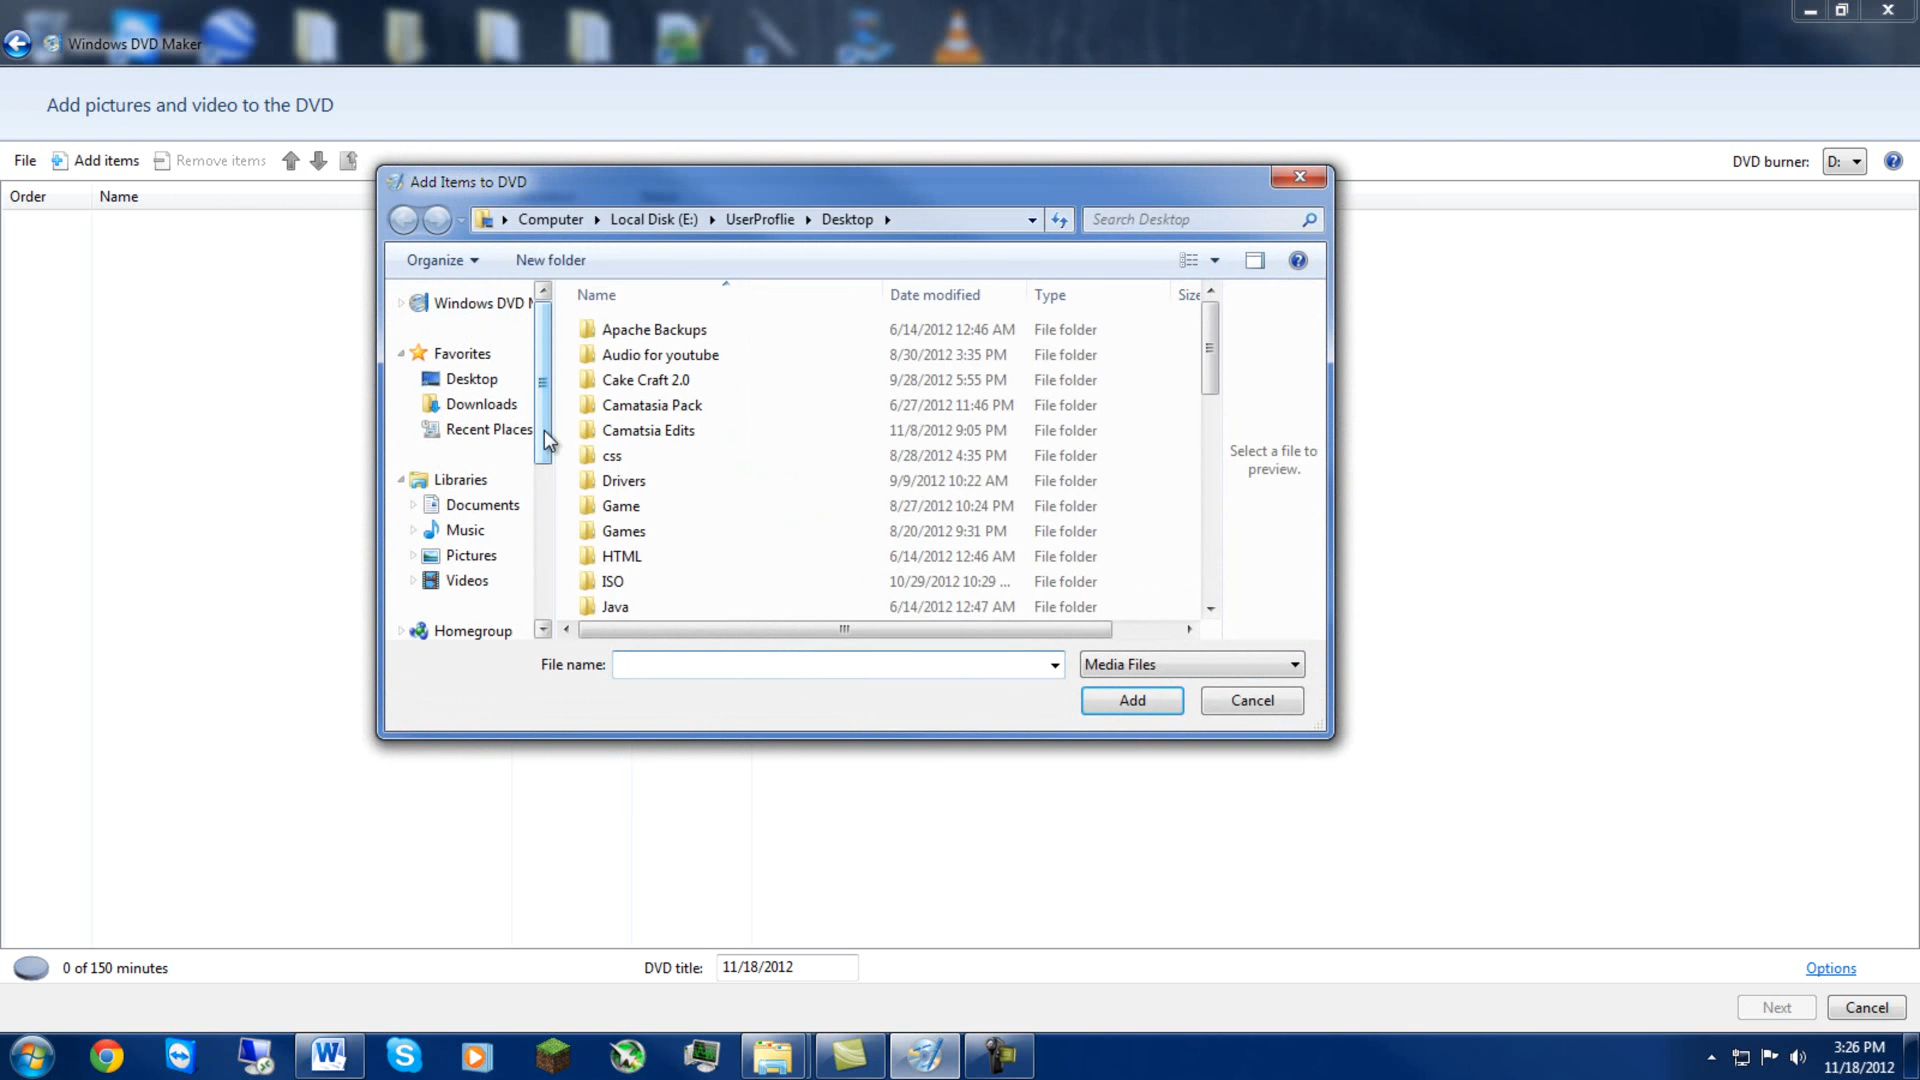 Windows DVD Maker
Add pictures and video to the DVD
File Add items Remove items DVD burner: D:
Order Name
Add Items to DVD
Computer Local Disk (E:) UserProflie Desktop Search Desktop
Organize New folder
Windows DVD M
Favorites
Desktop
Downloads
Recent Places
Libraries
Documents
Music
Pictures
Videos
Homegroup
Name Date modified Type Size
Apache Backups 6/14/2012 12:46 AM File folder
Audio for youtube 8/30/2012 3:35 PM File folder
Cake Craft 2.0 9/28/2012 5:55 PM File folder
Camatasia Pack 6/27/2012 11:46 PM File folder
Camatsia Edits 11/8/2012 9:05 PM File folder
css 8/28/2012 4:35 PM File folder
Drivers 9/9/2012 10:22 AM File folder
Game 8/27/2012 10:24 PM File folder
Games 8/20/2012 9:31 PM File folder
HTML 6/14/2012 12:46 AM File folder
ISO 10/29/2012 10:29 ... File folder
Java 6/14/2012 12:47 AM File folder
Select a file to
preview.
File name: Media Files
Add Cancel
0 of 150 minutes DVD title: 11/18/2012 Options
Next Cancel
3:26 PM
11/18/2012